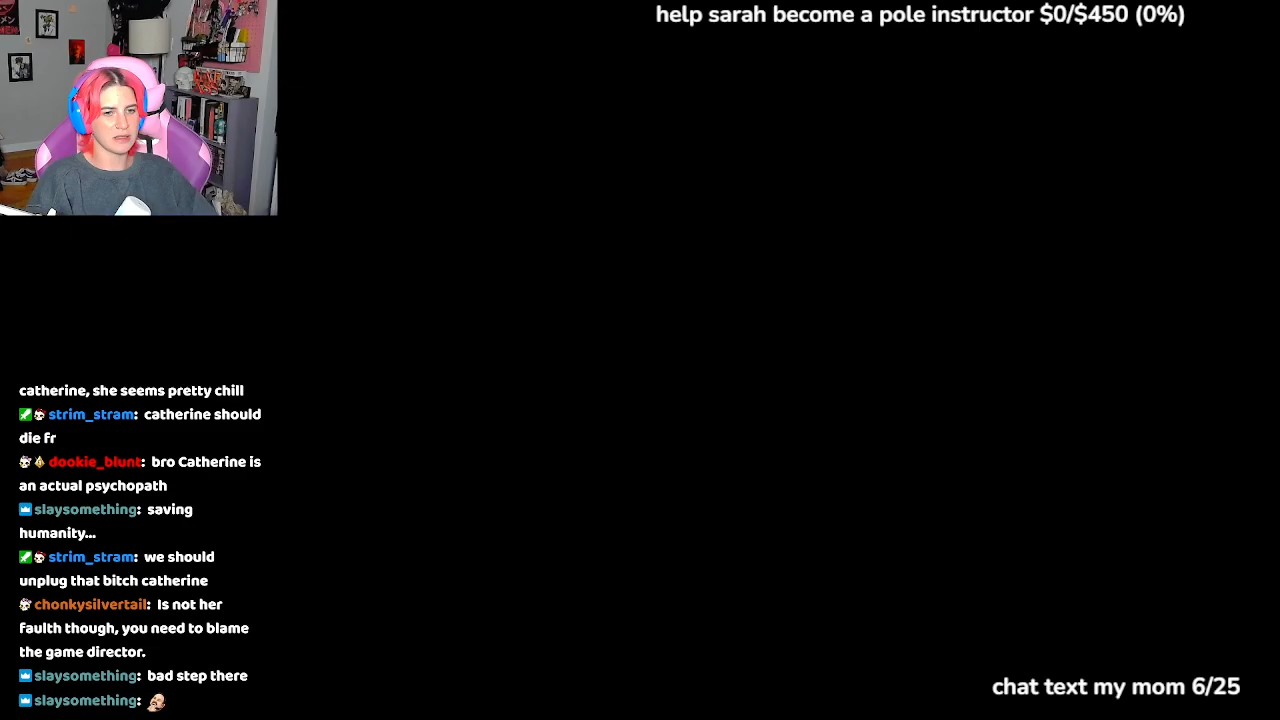 help sarah become a pole instructor $0/$450 (0%)
catherine, she seems pretty chill
strim_stram: catherine should
die fr
dookie_blunt: bro Catherine is
an actual psychopath
slaysomething: saving
humanity...
strim_stram: we should
unplug that bitch catherine
chonkysilvertail: Is not her
faulth though, you need to blame
the game director.
slaysomething: bad step there
slaysomething:
chat text my mom 6/25